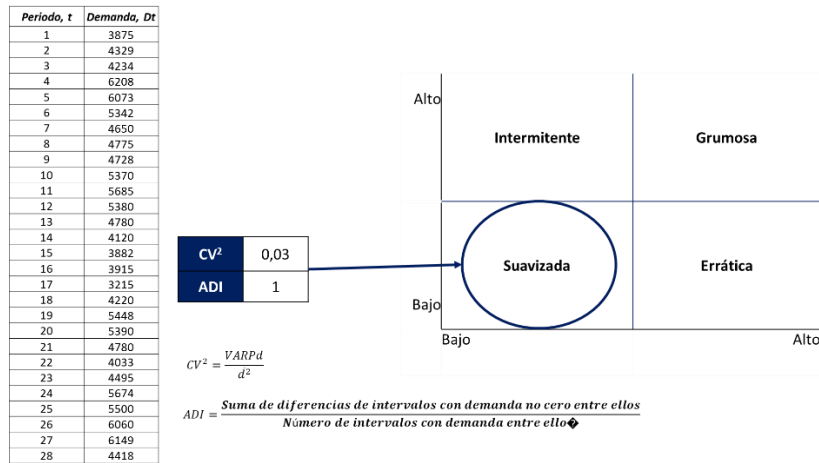 Periodo, t Demanda, Dt
1 3875
2 4329
3 4234
4 6208
5 6073
6 5342
7 4650
8 4775
9 4728
10 5370
11 5685
12 5380
13 4780
14 4120
15 3882
16 3915
17 3215
18 4220
19 5448
20 5390
21 4780
22 4033
23 4495
24 5674
25 5500
26 6060
27 6149
28 4418
CV² 0,03
ADI 1
CV² = VARPd / d²
ADI = Suma de diferencias de intervalos con demanda no cero entre ellos / Número de intervalos con demanda entre ello�
Alto
Intermitente Grumosa
Suavizada Errática
Bajo
Bajo Alto